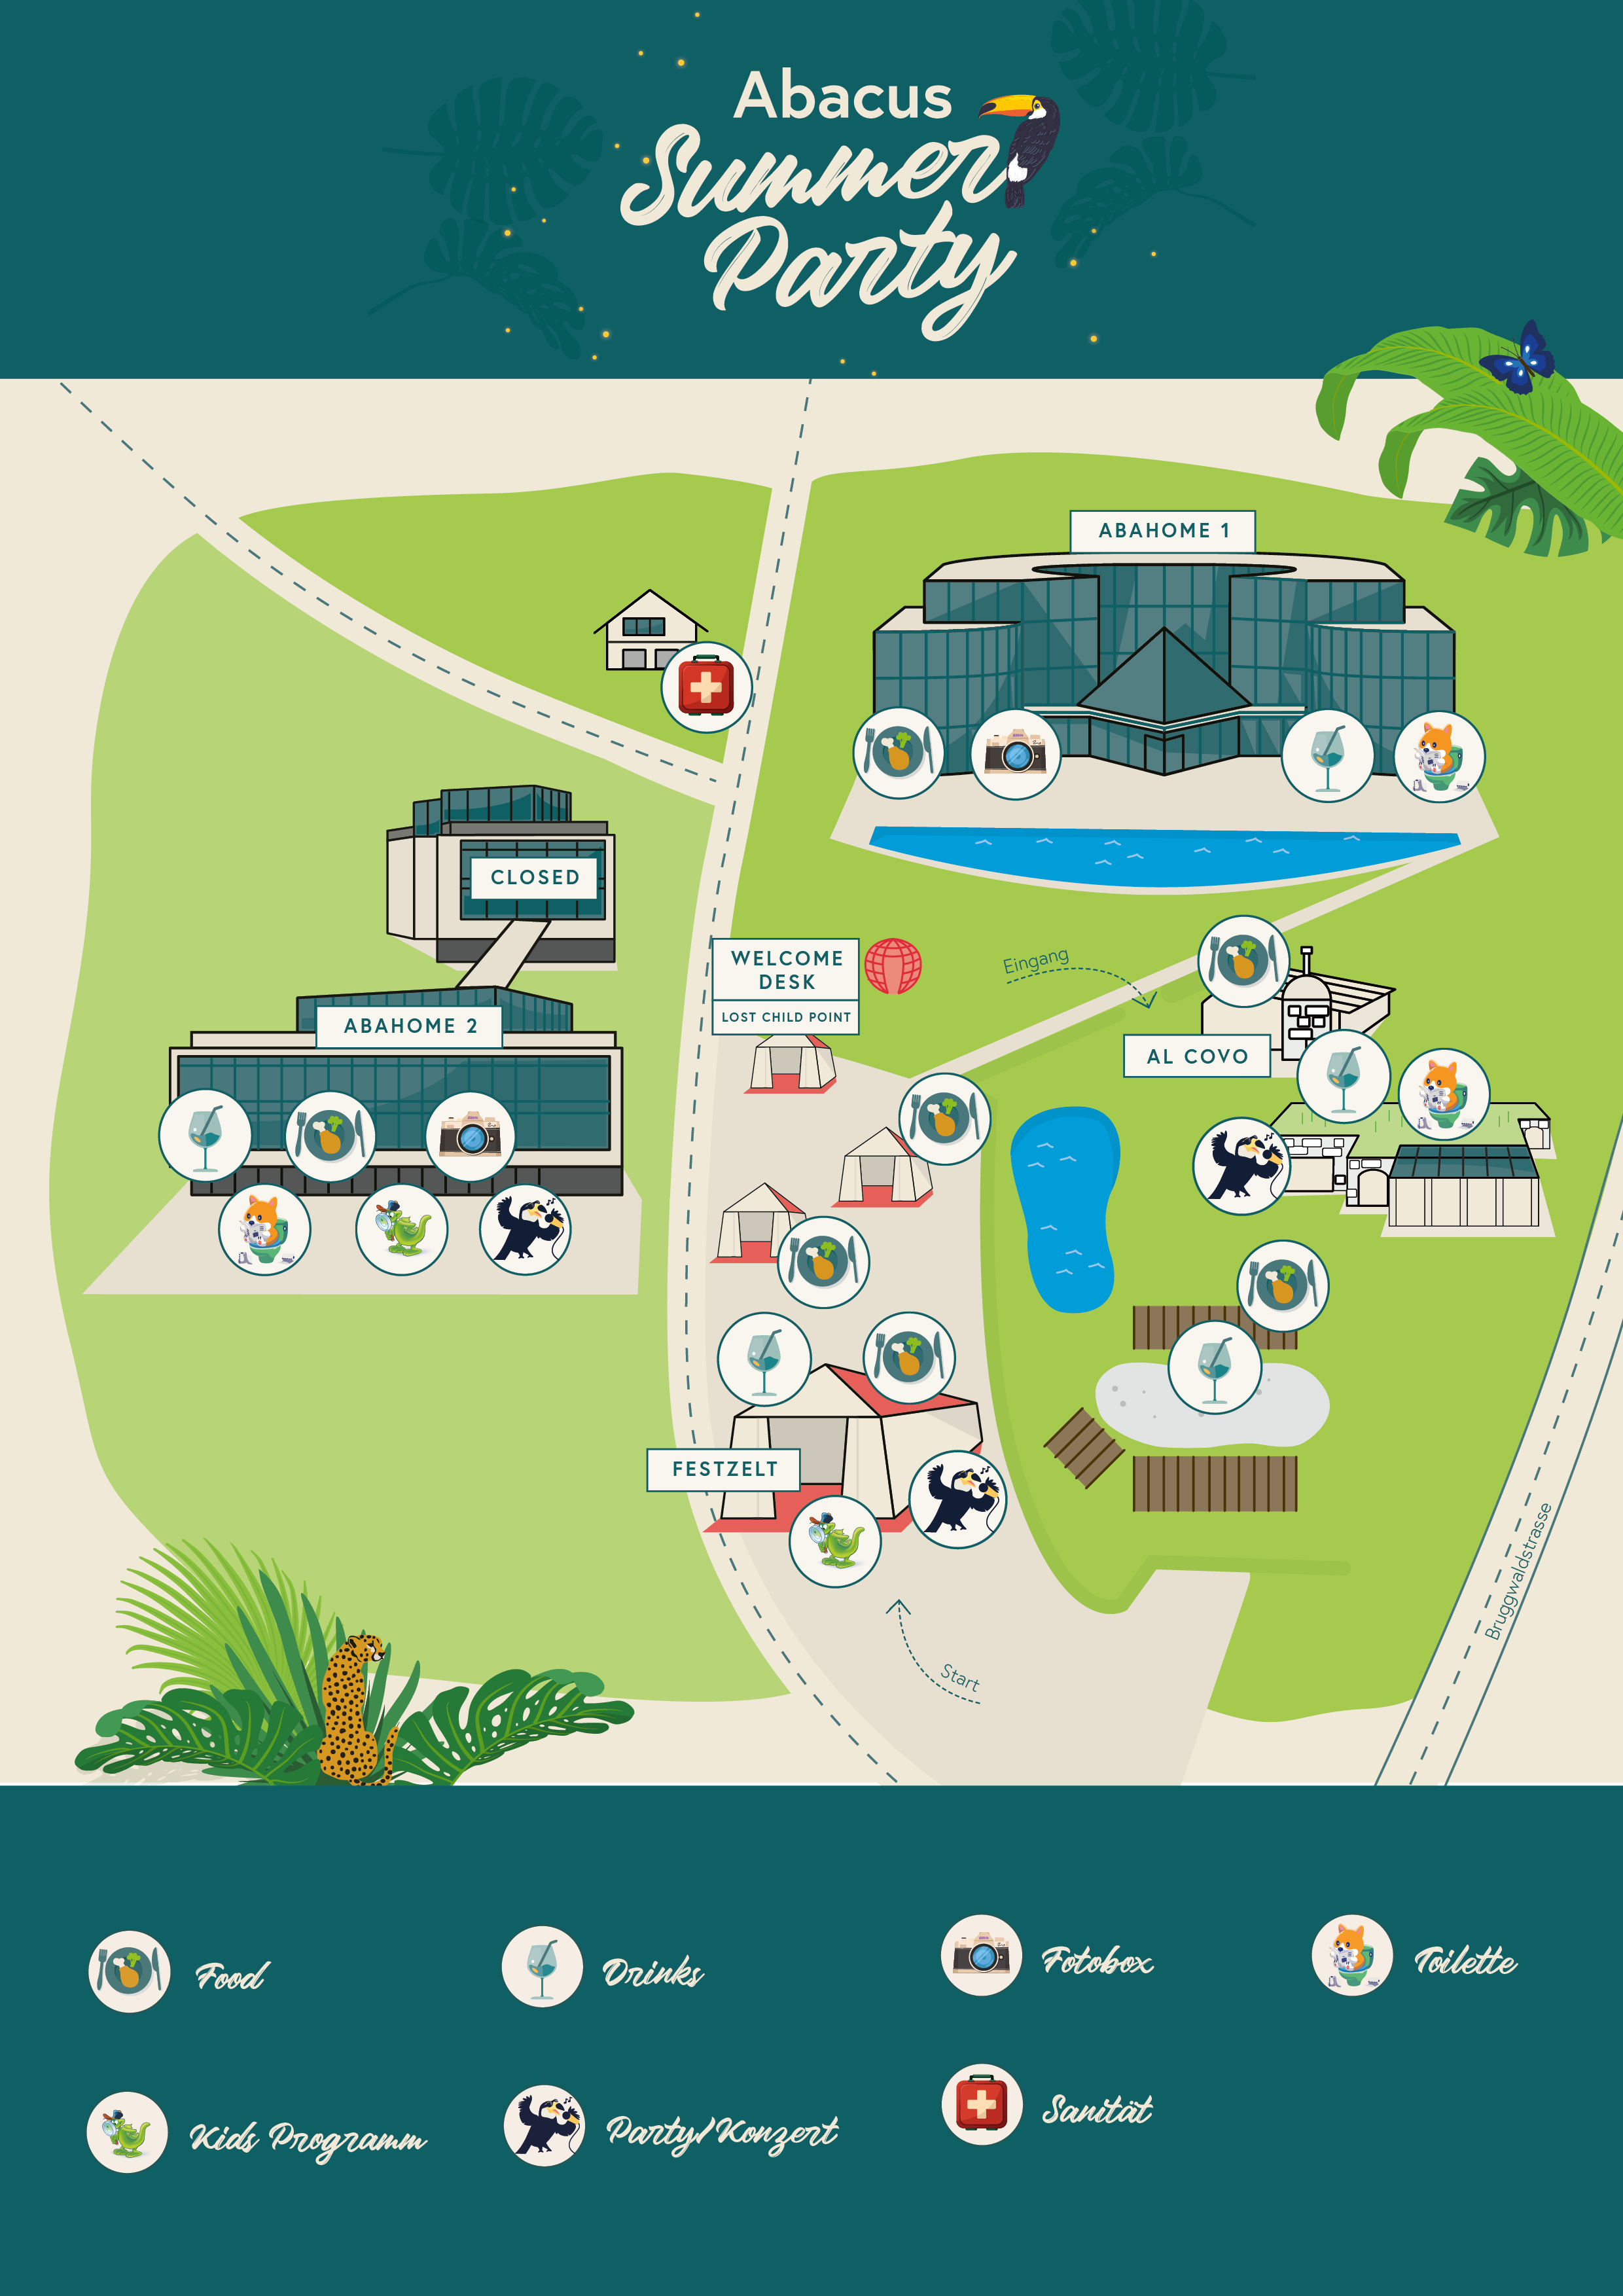 Abacus
Summer
Party
ABAHOME 1
CLOSED
WELCOME
DESK
LOST CHILD POINT
Eingang
ABAHOME 2
AL COVO
FESTZELT
Start
Bruggwaldstrasse
Food
Drinks
Fotobox
Toilette
Kids Programm
Party/Konzert
Sanität